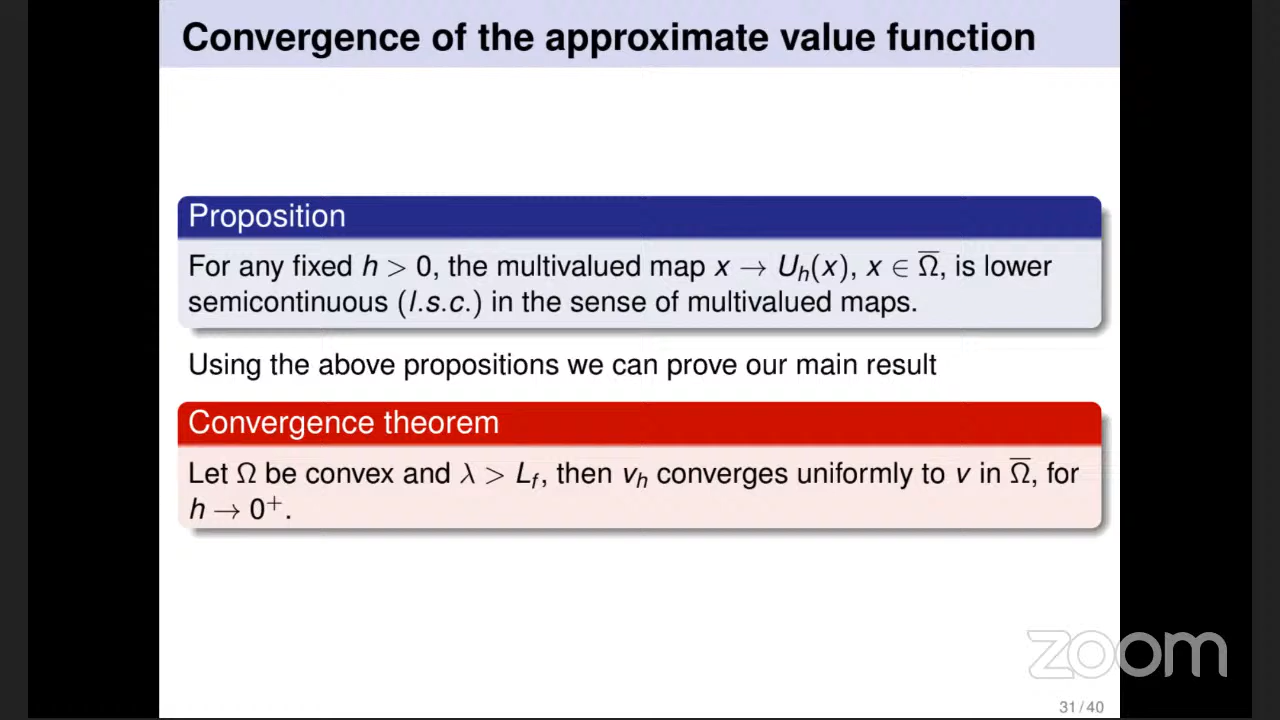 Convergence of the approximate value function
Proposition
For any fixed h > 0, the multivalued map x → U_h(x), x ∈ Ω̅, is lower
semicontinuous (l.s.c.) in the sense of multivalued maps.
Using the above propositions we can prove our main result
Convergence theorem
Let Ω be convex and λ > L_f, then v_h converges uniformly to v in Ω̅, for
h → 0⁺.
zoom
31 / 40